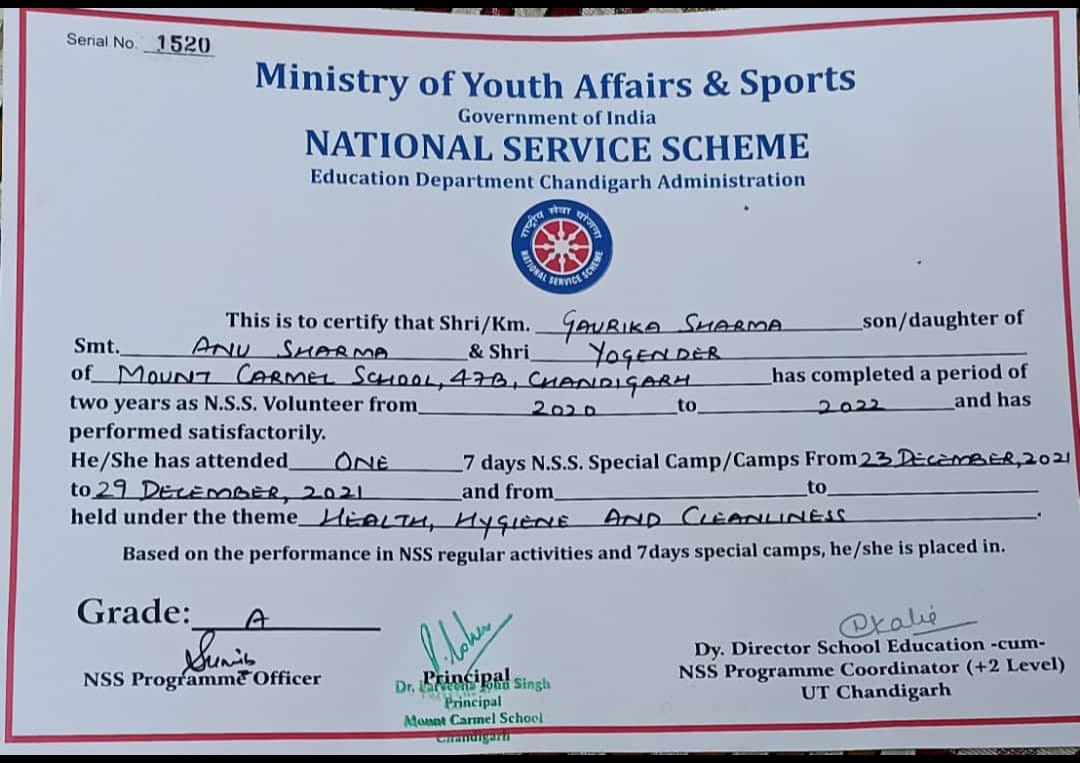 Serial No. 1520
Ministry of Youth Affairs & Sports
Government of India
NATIONAL SERVICE SCHEME
Education Department Chandigarh Administration
राष्ट्रीय सेवा योजना
NATIONAL SERVICE SCHEME
This is to certify that Shri/Km. GAURIKA SHARMA son/daughter of
Smt. ANU SHARMA & Shri YOGENDER
of MOUNT CARMEL SCHOOL, 47B, CHANDIGARH has completed a period of
two years as N.S.S. Volunteer from 2020 to 2022 and has
performed satisfactorily.
He/She has attended ONE 7 days N.S.S. Special Camp/Camps From 23 DECEMBER, 2021
to 29 DECEMBER, 2021 and from to
held under the theme HEALTH, HYGIENE AND CLEANLINESS.
Based on the performance in NSS regular activities and 7days special camps, he/she is placed in.
Grade: A
NSS Programme Officer
Principal
Dr. John Singh
Principal
Mount Carmel School
Chandigarh
Dy. Director School Education -cum-
NSS Programme Coordinator (+2 Level)
UT Chandigarh